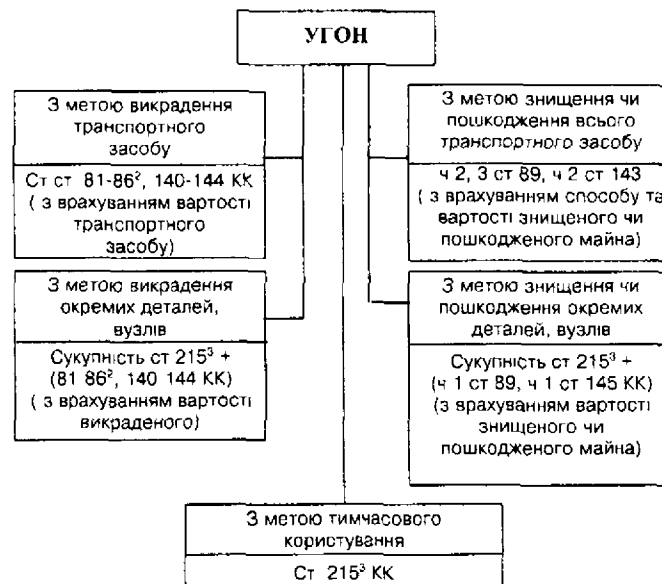 УГОН
З метою викрадення
транспортного
засобу
Ст ст 81-86², 140-144 КК
( з врахуванням вартості
транспортного
засобу)
З метою викрадення
окремих деталей,
вузлів
Сукупність ст 215³ +
(81 86², 140 144 КК)
( з врахуванням вартості
викраденого)
З метою знищення чи
пошкодження всього
транспортного засобу
ч 2, 3 ст 89, ч 2 ст 143
( з врахуванням способу та
вартості знищеного чи
пошкодженого майна)
З метою знищення чи
пошкодження окремих
деталей, вузлів
Сукупність ст 215³ +
(ч 1 ст 89, ч 1 ст 145 КК)
(з врахуванням вартості
знищеного чи
пошкодженого майна)
З метою тимчасового
користування
Ст 215³ КК